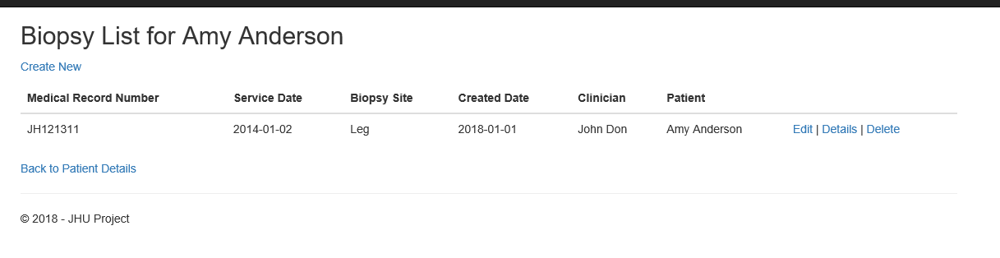 Biopsy List for Amy Anderson
Create New
Medical Record Number Service Date Biopsy Site Created Date Clinician Patient
JH121311 2014-01-02 Leg 2018-01-01 John Don Amy Anderson Edit | Details | Delete
Back to Patient Details
© 2018 - JHU Project